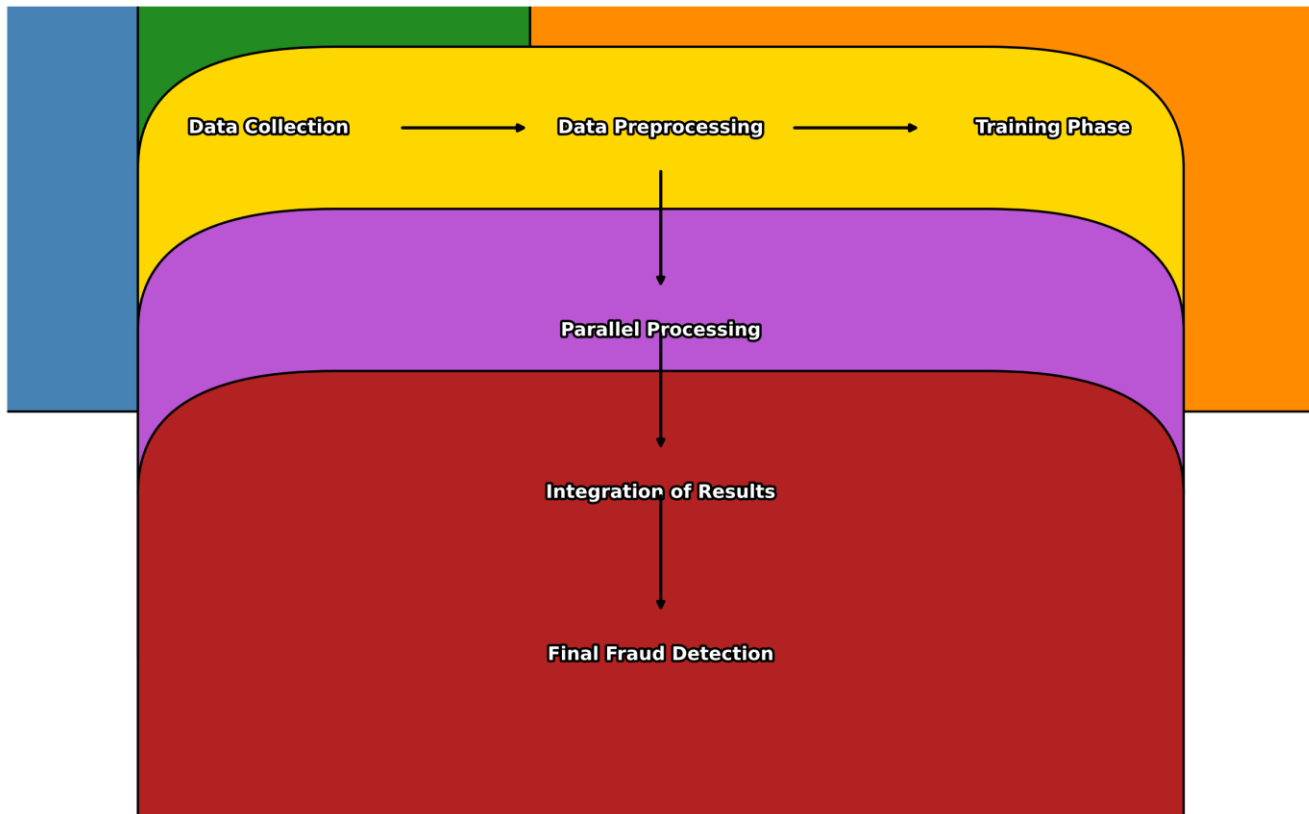 Data Collection
Data Preprocessing
Training Phase
Parallel Processing
Integration of Results
Final Fraud Detection